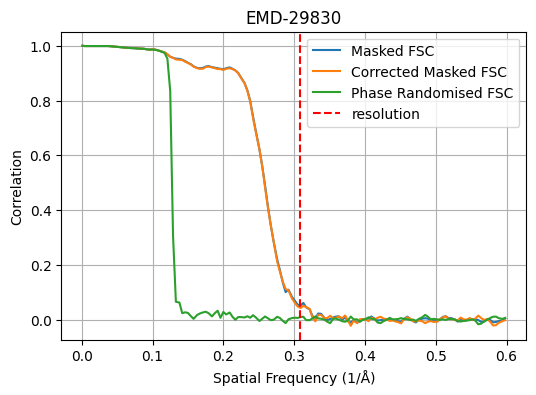 EMD-29830
Masked FSC
Corrected Masked FSC
Phase Randomised FSC
resolution
Correlation
1.0
0.8
0.6
0.4
0.2
0.0
0.0 0.1 0.2 0.3 0.4 0.5 0.6
Spatial Frequency (1/Å)